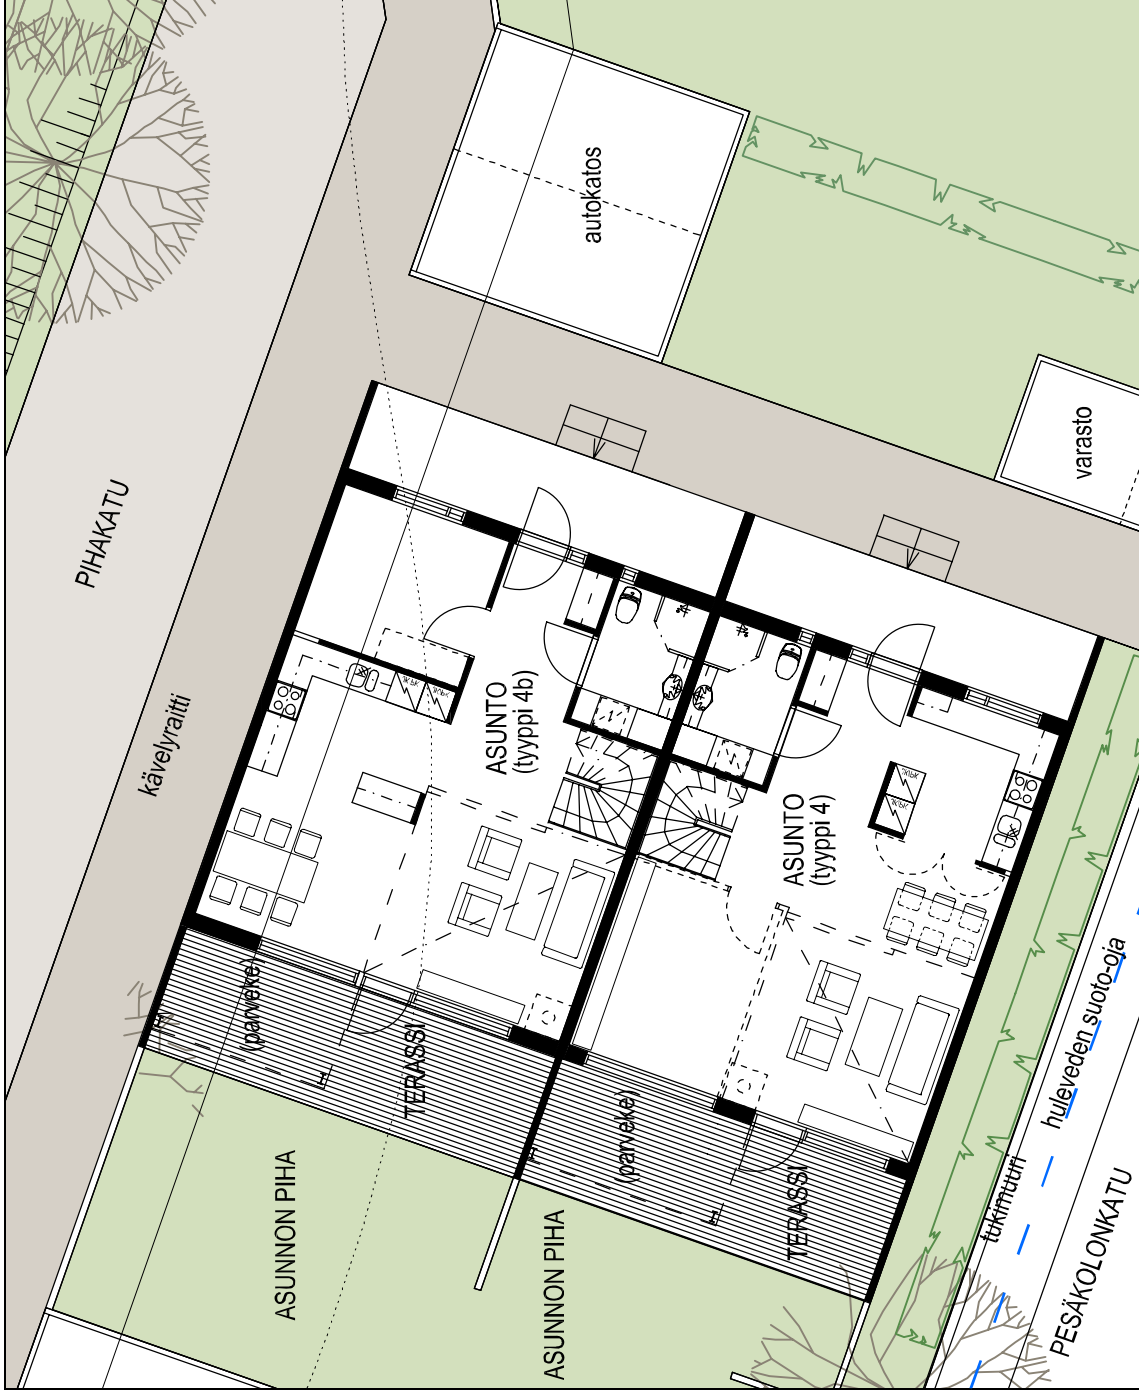 autokatos
varasto
PIHAKATU
kävelyraitti
ASUNTO
(tyyppi 4b)
ASUNTO
(tyyppi 4)
(parveke)
TERASSI
(parveke)
TERASSI
ASUNNON PIHA
ASUNNON PIHA
huleveden suoto-oja
tukimuuri
PESÄKOLONKATU